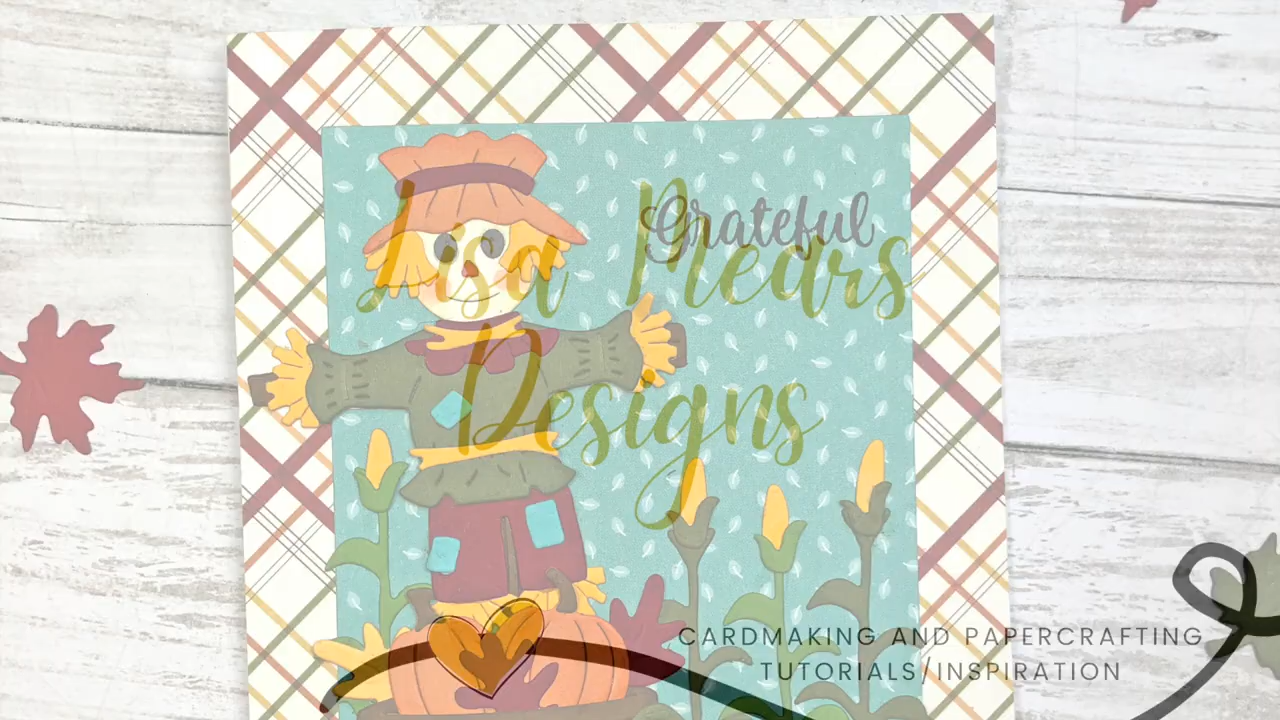 Grateful
Lisa Mears
Designs
CARDMAKING AND PAPERCRAFTING
TUTORIALS/INSPIRATION